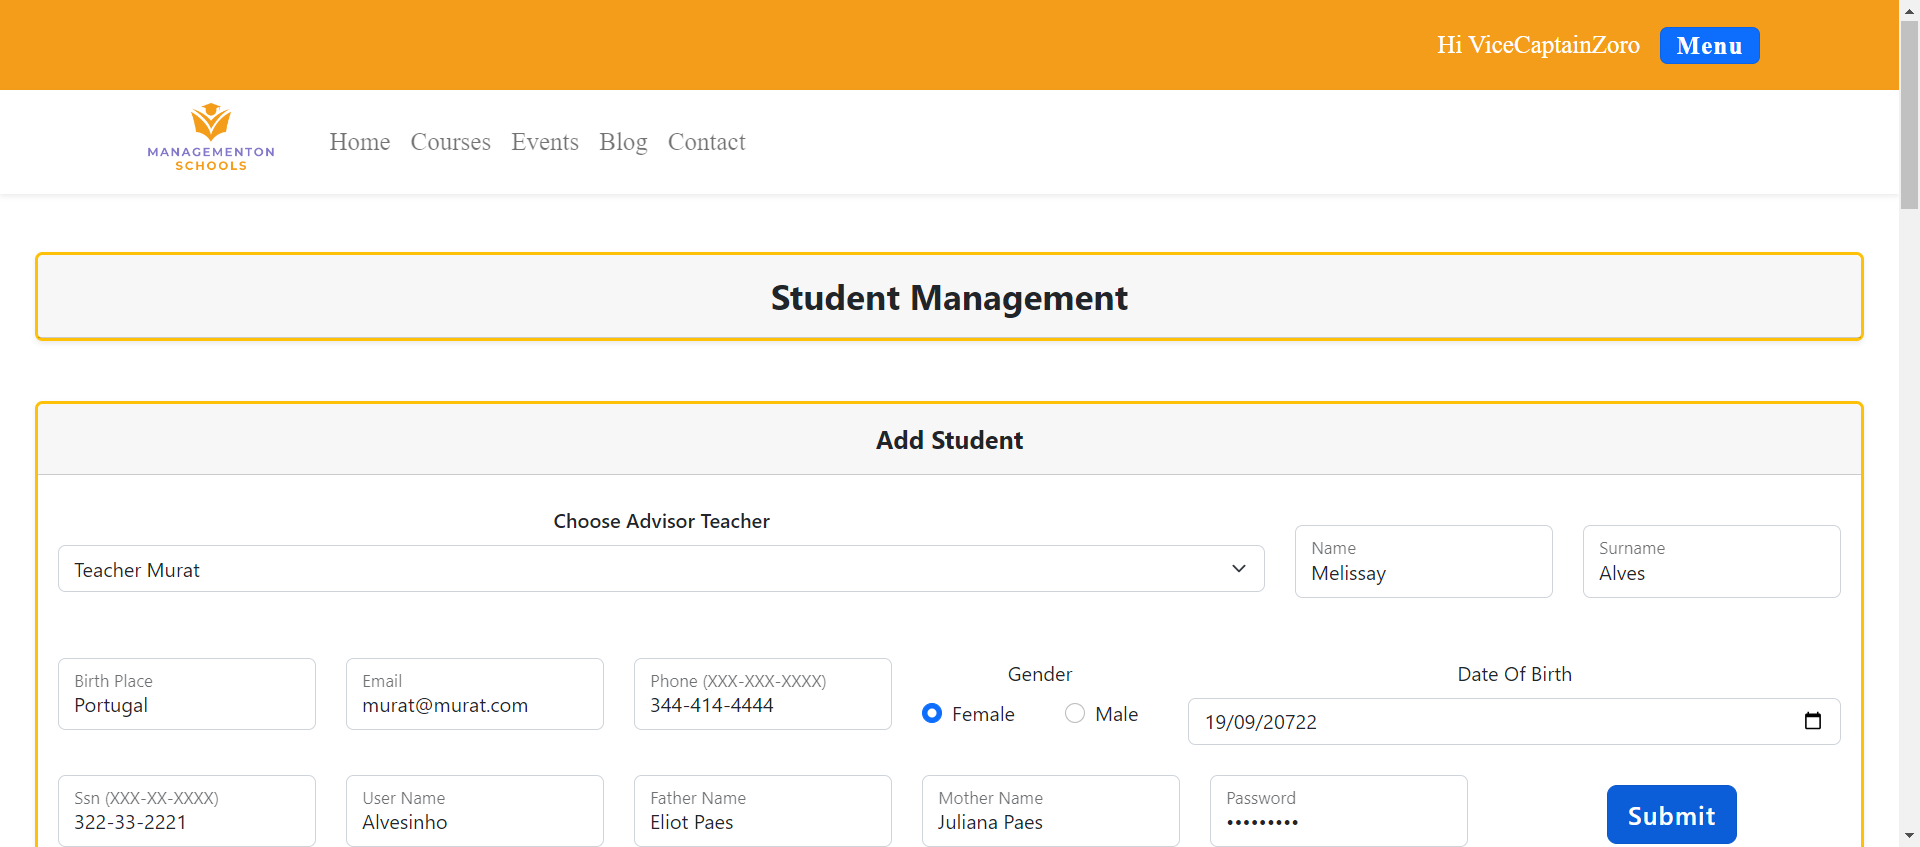 Hi ViceCaptainZoro Menu
MANAGEMENTON
SCHOOLS
Home Courses Events Blog Contact
Student Management
Add Student
Choose Advisor Teacher
Teacher Murat
Name
Melissay
Surname
Alves
Birth Place
Portugal
Email
murat@murat.com
Phone (XXX-XXX-XXXX)
344-414-4444
Gender
Female Male
Date Of Birth
19/09/20722
Ssn (XXX-XX-XXXX)
322-33-2221
User Name
Alvesinho
Father Name
Eliot Paes
Mother Name
Juliana Paes
Password
•••••••••
Submit